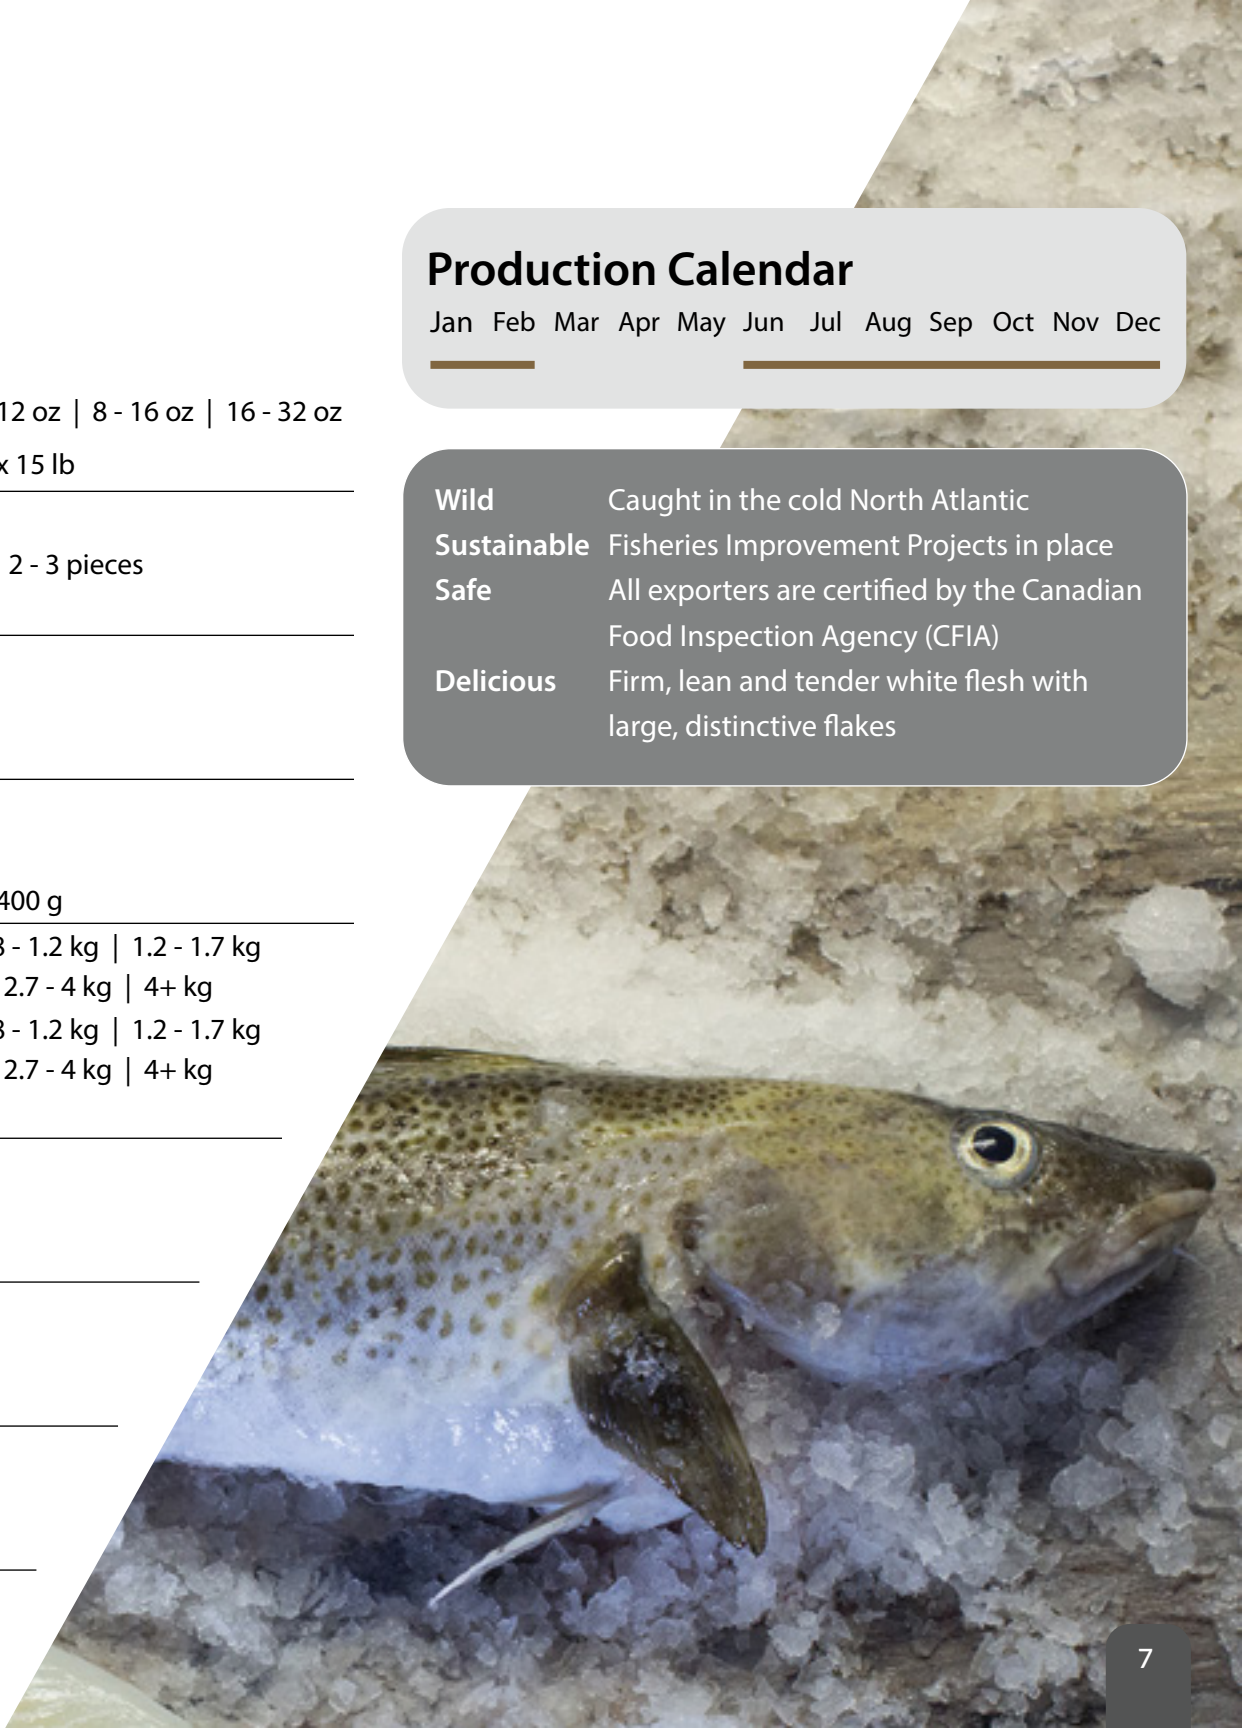 Production Calendar
Jan Feb Mar Apr May Jun Jul Aug Sep Oct Nov Dec
12 oz | 8 - 16 oz | 16 - 32 oz
x 15 lb
Wild Caught in the cold North Atlantic
Sustainable Fisheries Improvement Projects in place
2 - 3 pieces
Safe All exporters are certified by the Canadian
Food Inspection Agency (CFIA)
Delicious Firm, lean and tender white flesh with
large, distinctive flakes
400 g
- 1.2 kg | 1.2 - 1.7 kg
2.7 - 4 kg | 4+ kg
- 1.2 kg | 1.2 - 1.7 kg
2.7 - 4 kg | 4+ kg
7